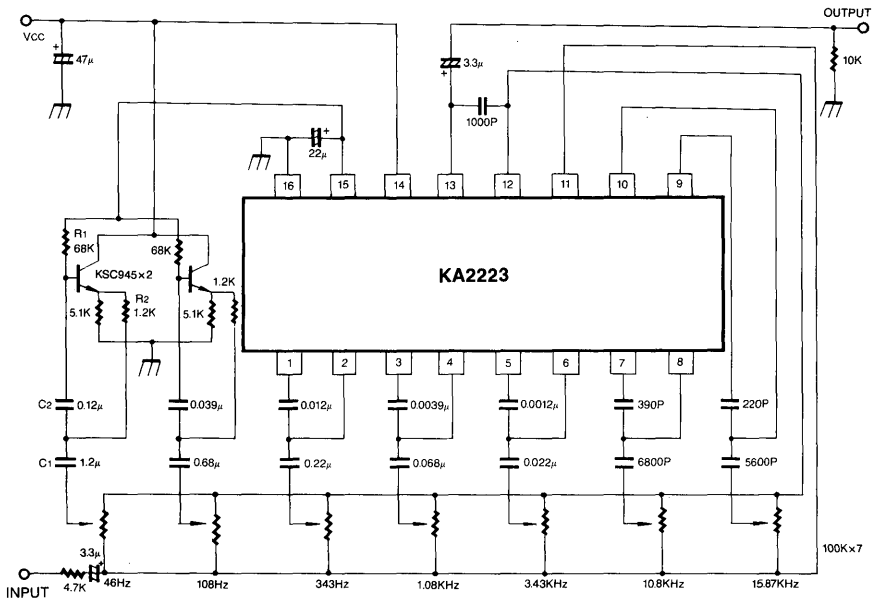 OUTPUT
VCC
47μ
3.3μ
10K
1000P
22μ
16 15 14 13 12 11 10 9
R1
68K
68K
KA2223
KSC945×2
1.2K
R2
1.2K
5.1K
5.1K
1 2 3 4 5 6 7 8
C2 0.12μ 0.039μ 0.012μ 0.0039μ 0.0012μ 390P 220P
C1 1.2μ 0.68μ 0.22μ 0.068μ 0.022μ 6800P 5600P
100K×7
3.3μ
+
46Hz 108Hz 343Hz 1.08KHz 3.43KHz 10.8KHz 15.87KHz
4.7K
INPUT